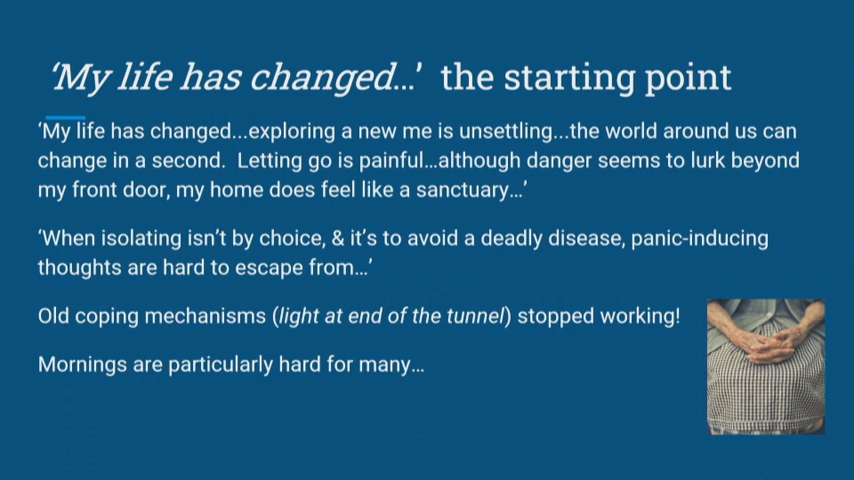 ‘My life has changed…’ the starting point
‘My life has changed...exploring a new me is unsettling...the world around us can
change in a second. Letting go is painful…although danger seems to lurk beyond
my front door, my home does feel like a sanctuary…’
‘When isolating isn’t by choice, & it’s to avoid a deadly disease, panic-inducing
thoughts are hard to escape from…’
Old coping mechanisms (light at end of the tunnel) stopped working!
Mornings are particularly hard for many…